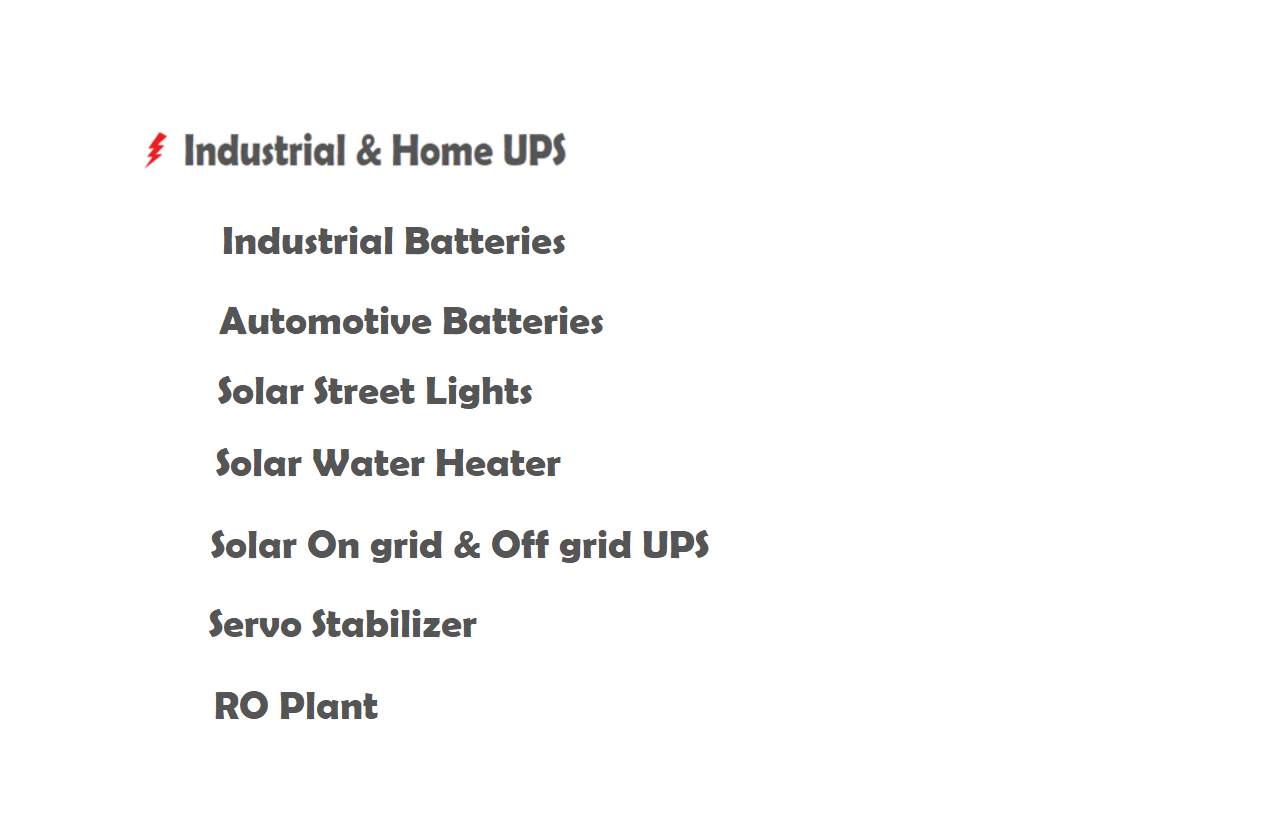 Industrial & Home UPS
Industrial Batteries
Automotive Batteries
Solar Street Lights
Solar Water Heater
Solar On grid & Off grid UPS
Servo Stabilizer
RO Plant